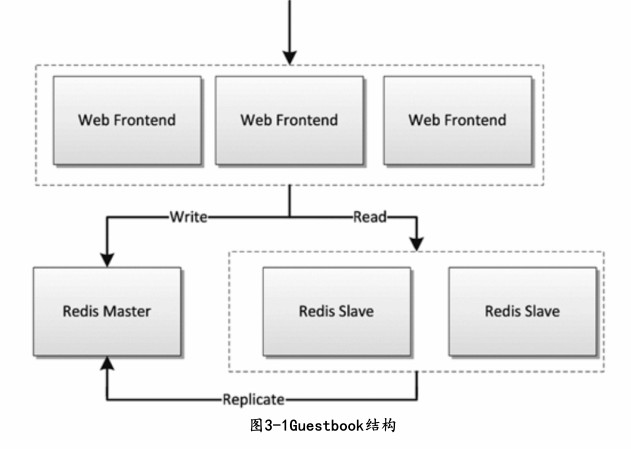 Web Frontend
Web Frontend
Web Frontend
Write
Read
Redis Master
Redis Slave
Redis Slave
Replicate
图3-1Guestbook结构